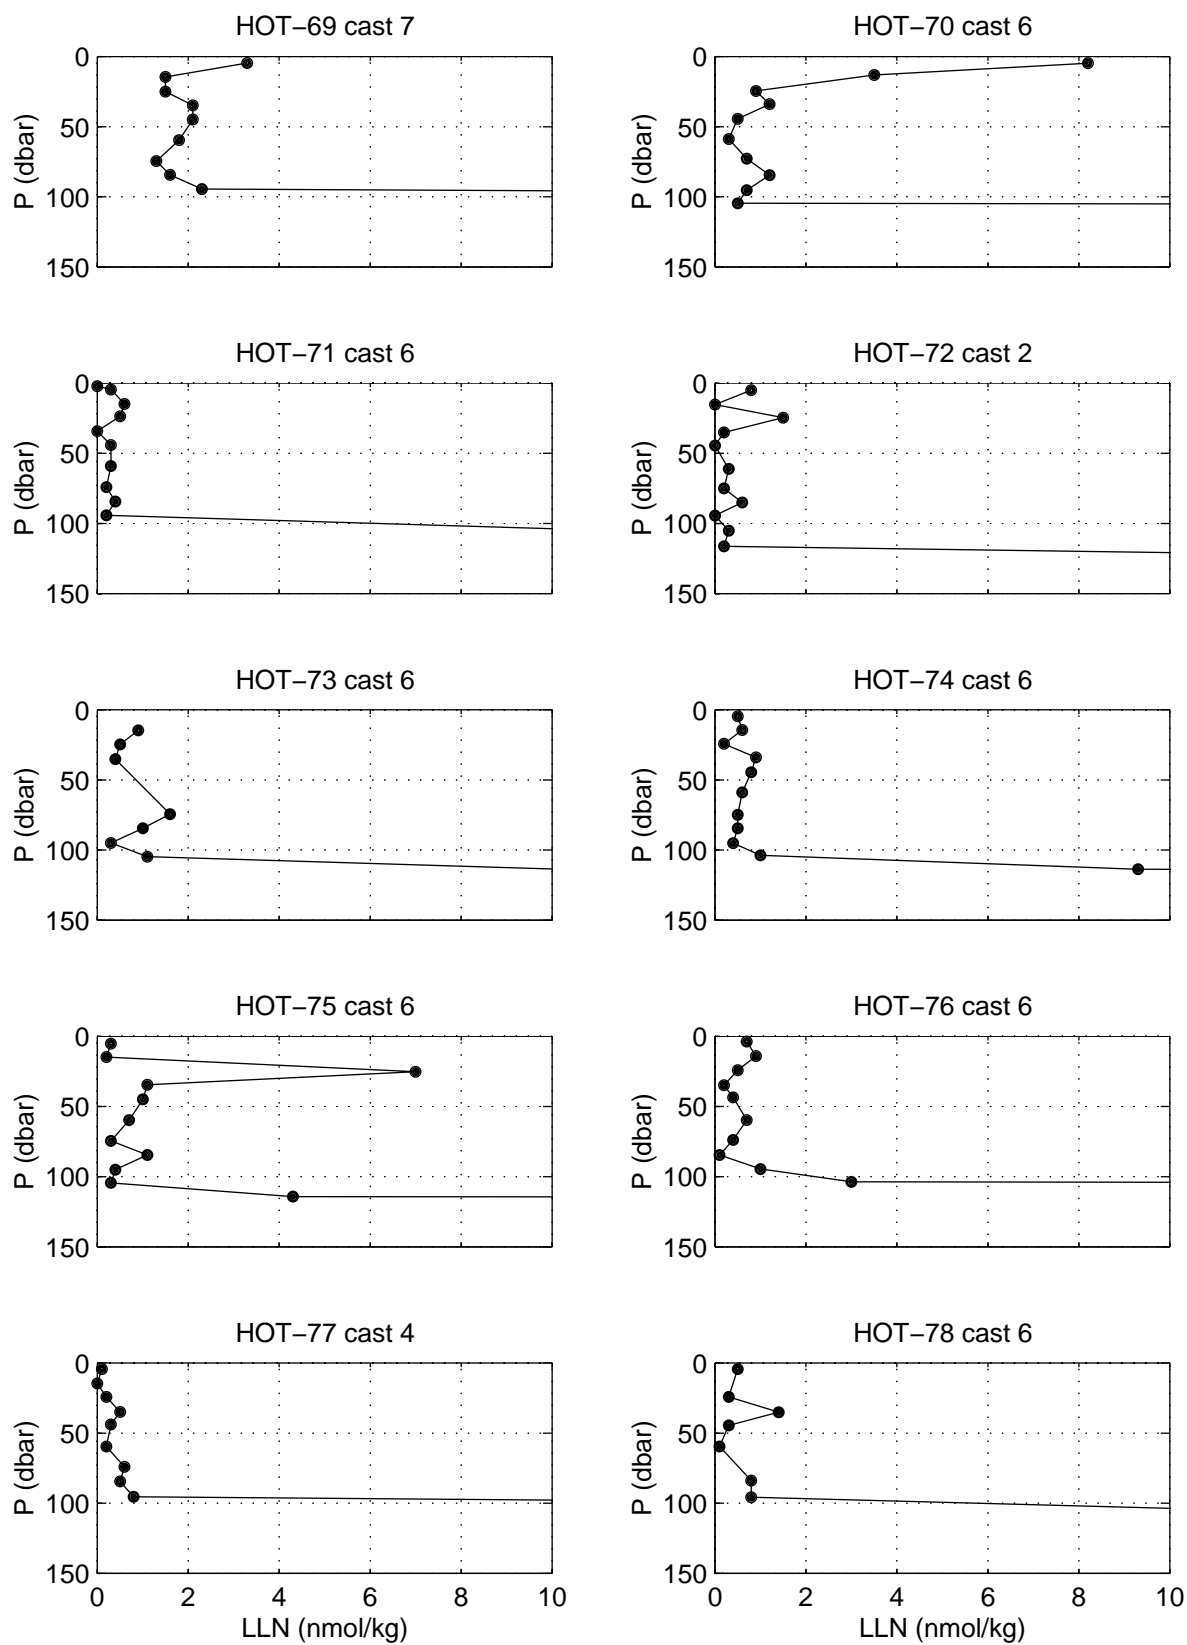 HOT−69 cast 7
0
50
100
150
P (dbar)
HOT−70 cast 6
0
50
100
150
P (dbar)
HOT−71 cast 6
0
50
100
150
P (dbar)
HOT−72 cast 2
0
50
100
150
P (dbar)
HOT−73 cast 6
0
50
100
150
P (dbar)
HOT−74 cast 6
0
50
100
150
P (dbar)
HOT−75 cast 6
0
50
100
150
P (dbar)
HOT−76 cast 6
0
50
100
150
P (dbar)
HOT−77 cast 4
0
50
100
150
P (dbar)
0 2 4 6 8 10
LLN (nmol/kg)
HOT−78 cast 6
0
50
100
150
P (dbar)
0 2 4 6 8 10
LLN (nmol/kg)